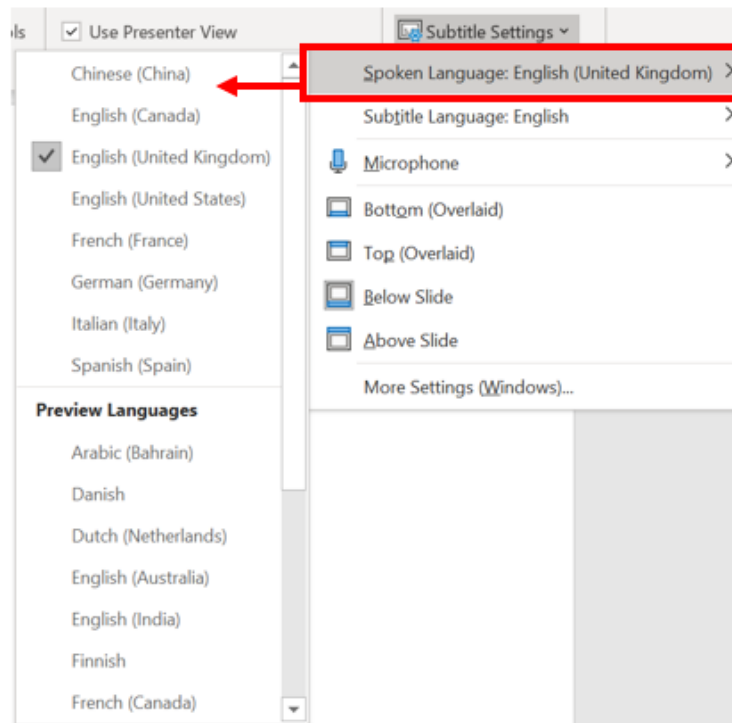 ls
Use Presenter View
Subtitle Settings
Chinese (China)
English (Canada)
English (United Kingdom)
English (United States)
French (France)
German (Germany)
Italian (Italy)
Spanish (Spain)
Preview Languages
Arabic (Bahrain)
Danish
Dutch (Netherlands)
English (Australia)
English (India)
Finnish
French (Canada)
Spoken Language: English (United Kingdom)
Subtitle Language: English
Microphone
Bottom (Overlaid)
Top (Overlaid)
Below Slide
Above Slide
More Settings (Windows)...